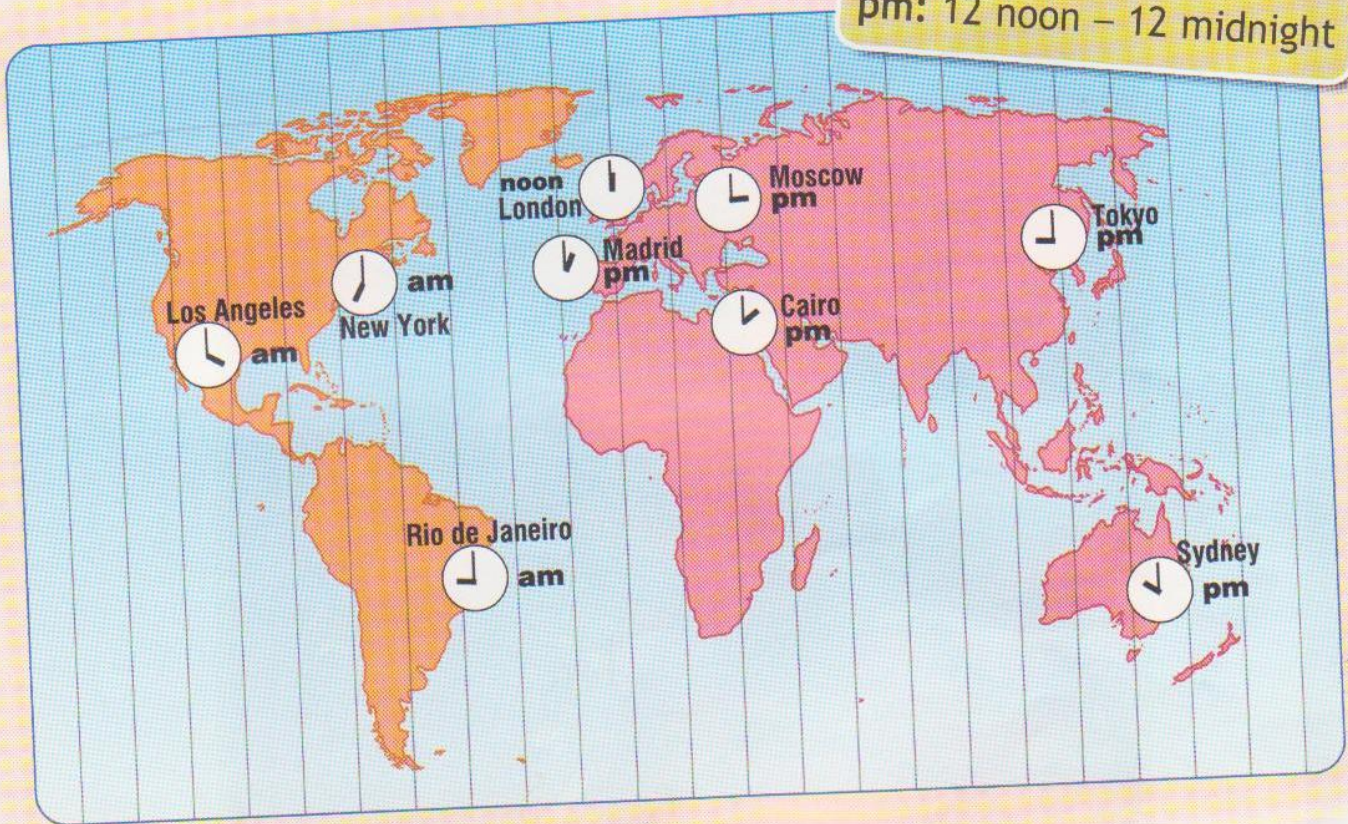 pm: 12 noon – 12 midnight
noon
London
Moscow
pm
Tokyo
pm
Madrid
pm
am
New York
Los Angeles
am
Cairo
pm
Rio de Janeiro
am
Sydney
pm